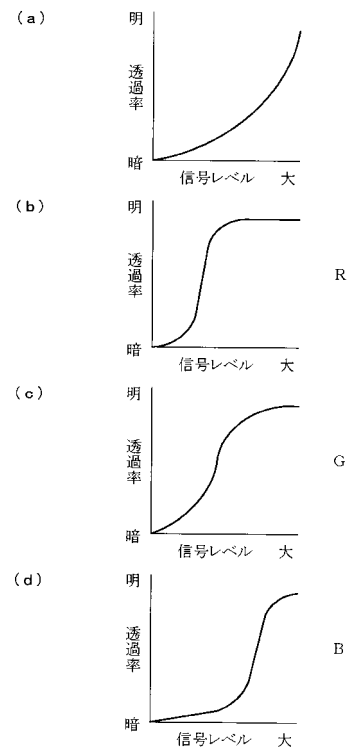 (a)
明
透過率
暗
信号レベル 大
(b)
明
透過率
R
暗
信号レベル 大
(c)
明
透過率
G
暗
信号レベル 大
(d)
明
透過率
B
暗
信号レベル 大